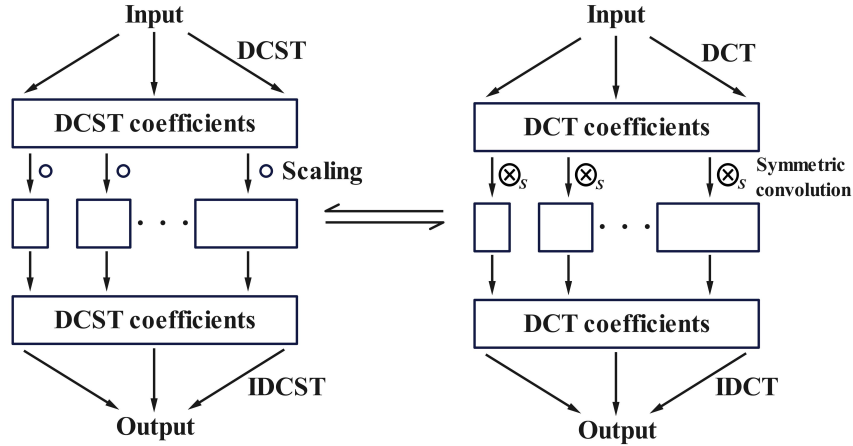 Input
DCST
DCST coefficients
Scaling
DCST coefficients
IDCST
Output
Input
DCT
DCT coefficients
S
S
S
Symmetric
convolution
DCT coefficients
IDCT
Output